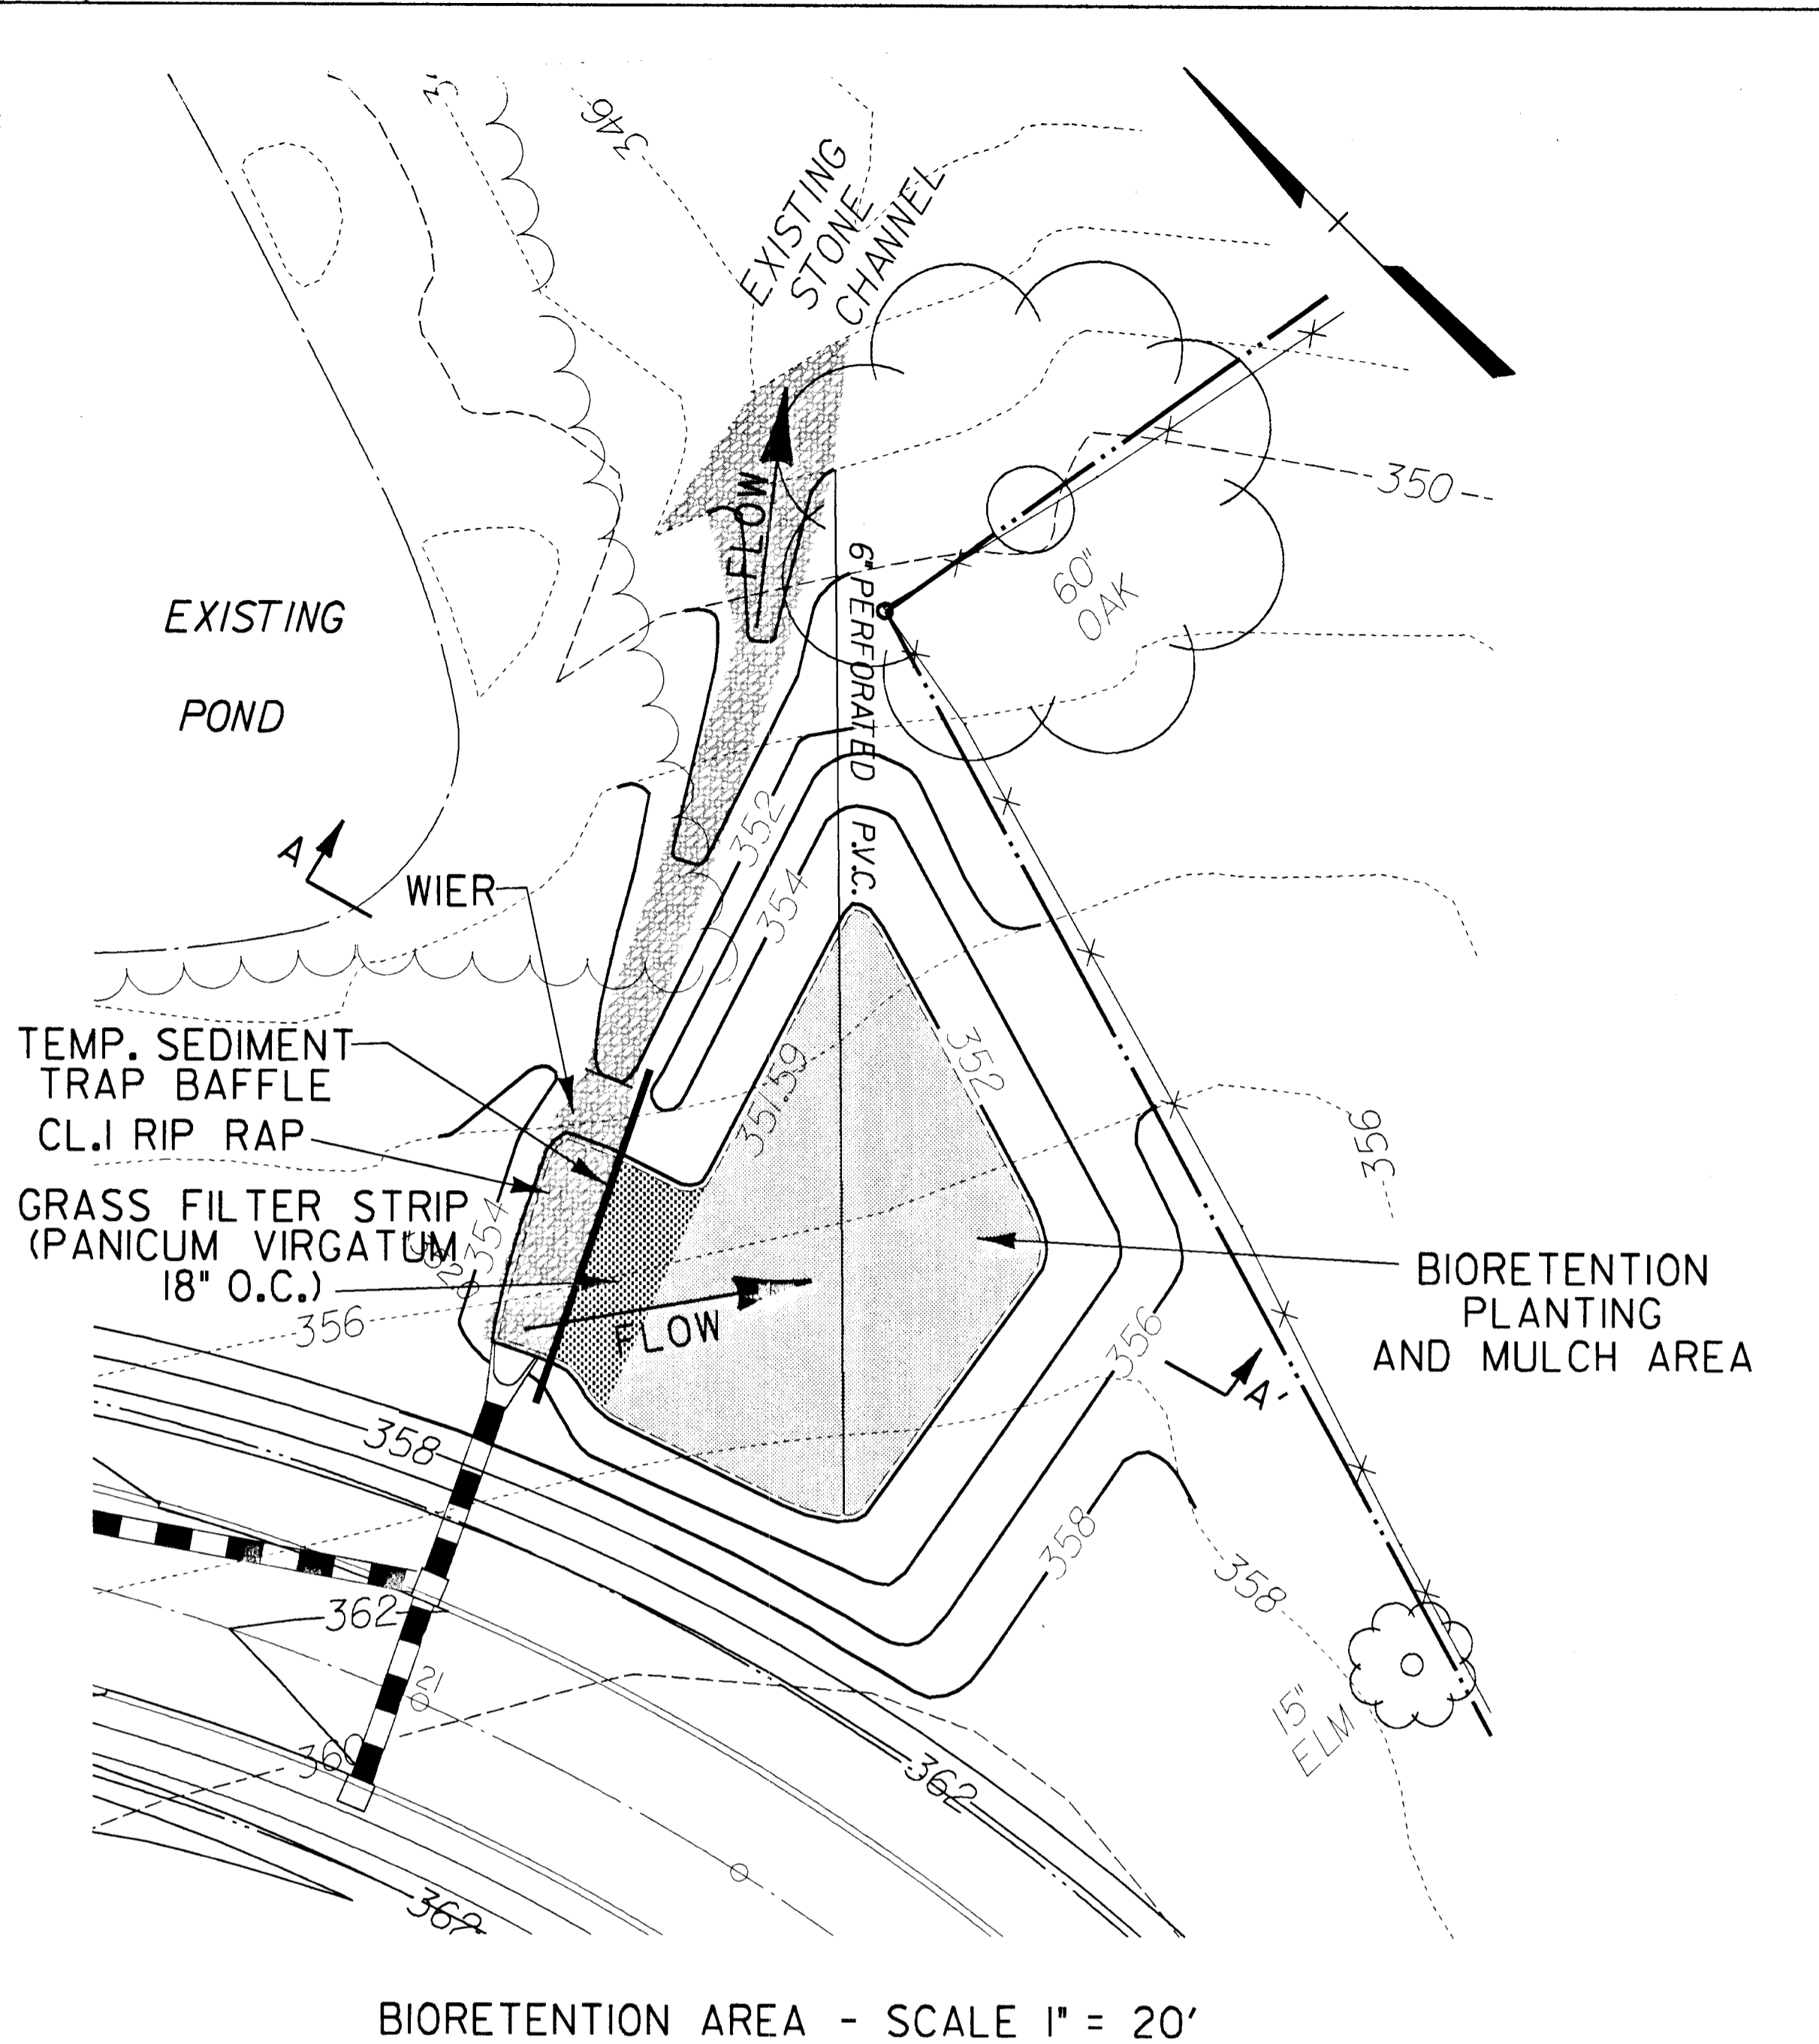 346
EXISTING
STONE
CHANNEL
FLOW
350
60"
OAK
6" PERFORATED P.V.C.
EXISTING
POND
A
WIER
352
354
TEMP. SEDIMENT
TRAP BAFFLE
CL.I RIP RAP
GRASS FILTER STRIP
(PANICUM VIRGATUM
18" O.C.)
354
356
351.59
352
356
FLOW
BIORETENTION
PLANTING
AND MULCH AREA
356
A'
358
358
358
362
21
360
15"
ELM
362
362
BIORETENTION AREA - SCALE 1" = 20'